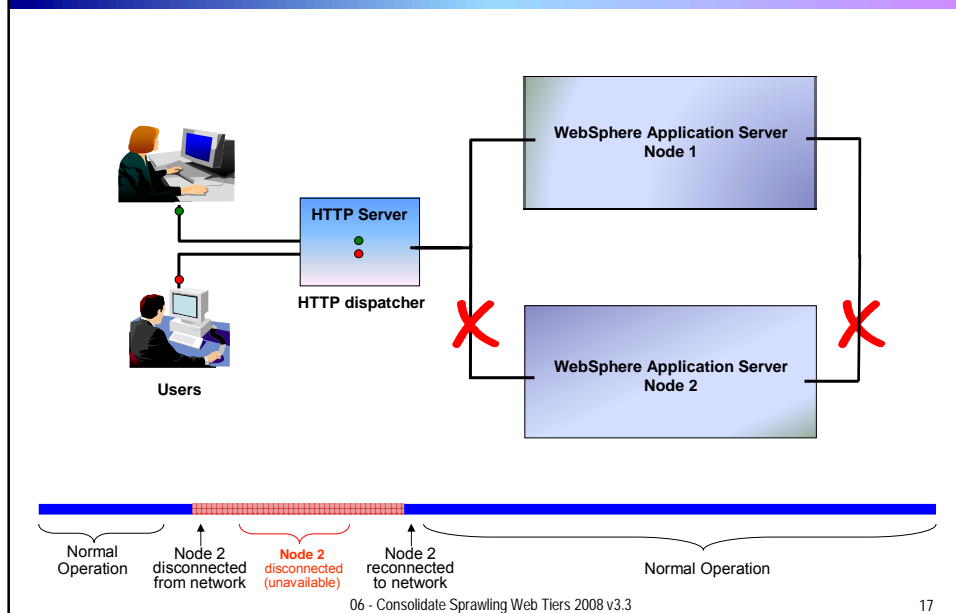 WebSphere Application Server
Node 1
HTTP Server
HTTP dispatcher
Users
WebSphere Application Server
Node 2
Normal
Operation
Node 2
disconnected
from network
Node 2
disconnected
(unavailable)
Node 2
reconnected
to network
Normal Operation
06 - Consolidate Sprawling Web Tiers 2008 v3.3
17